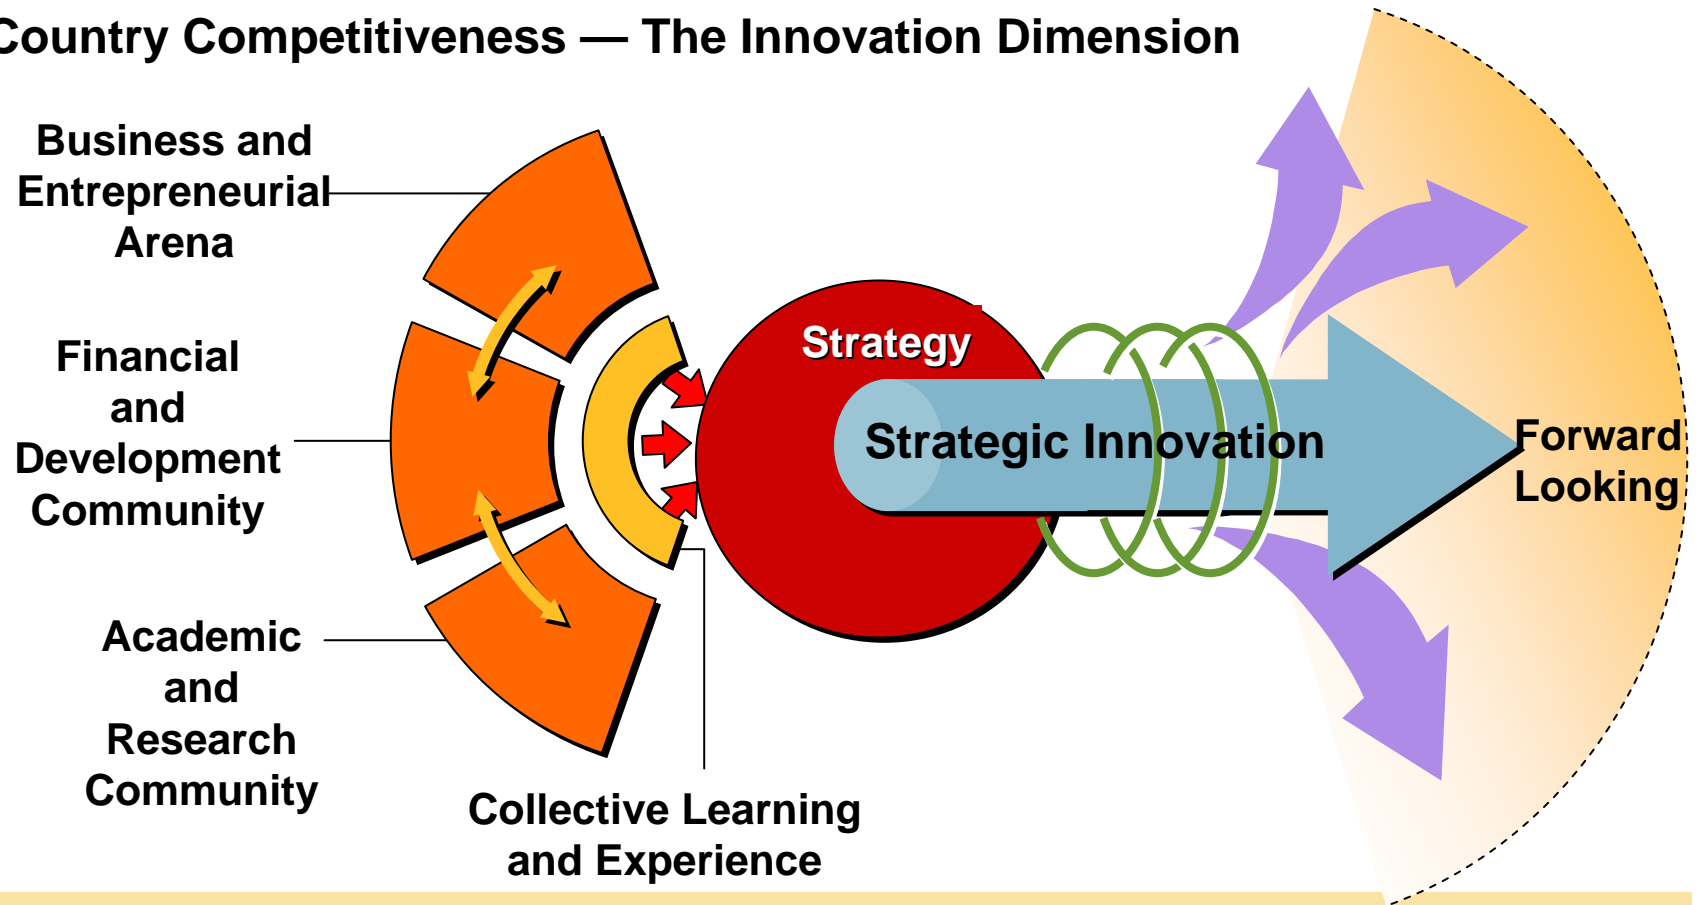 Country Competitiveness — The Innovation Dimension
Business and
Entrepreneurial
Arena
Financial
and
Development
Community
Academic
and
Research
Community
Collective Learning
and Experience
Strategy
Strategic Innovation
Forward
Looking